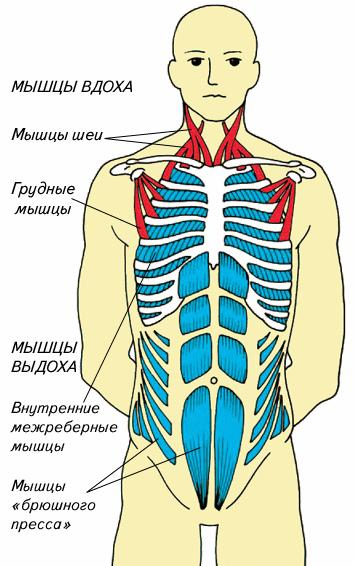 МЫШЦЫ ВДОХА
Мышцы шеи
Грудные
мышцы
МЫШЦЫ
ВЫДОХА
Внутренние
межреберные
мышцы
Мышцы
«брюшного
пресса»